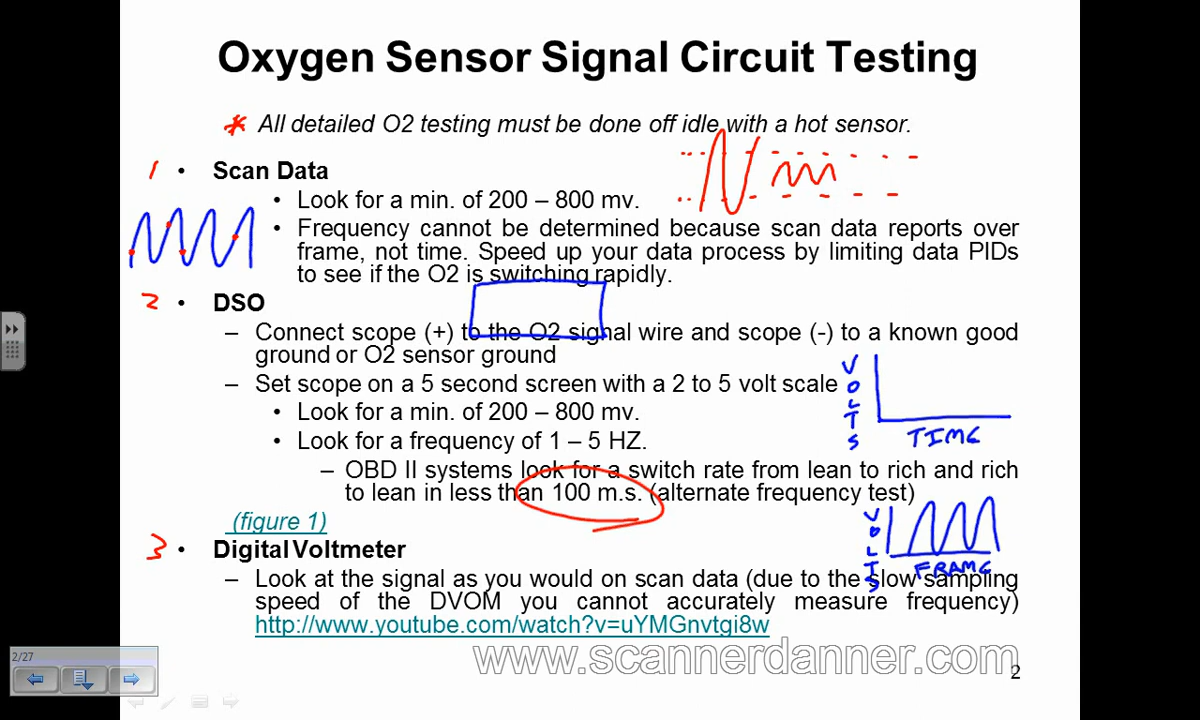 Oxygen Sensor Signal Circuit Testing
* All detailed O2 testing must be done off idle with a hot sensor.
1 • Scan Data
• Look for a min. of 200 – 800 mv.
• Frequency cannot be determined because scan data reports over
frame, not time. Speed up your data process by limiting data PIDs
to see if the O2 is switching rapidly.
2 • DSO
– Connect scope (+) to the O2 signal wire and scope (-) to a known good
ground or O2 sensor ground
– Set scope on a 5 second screen with a 2 to 5 volt scale
• Look for a min. of 200 – 800 mv.
• Look for a frequency of 1 – 5 HZ.
– OBD II systems look for a switch rate from lean to rich and rich
to lean in less than 100 m.s. (alternate frequency test)
(figure 1)
VOLTS
TIME
3 • Digital Voltmeter
– Look at the signal as you would on scan data (due to the slow sampling
speed of the DVOM you cannot accurately measure frequency)
http://www.youtube.com/watch?v=uYMGnvtgi8w
VOLTS
FRAME
www.scannerdanner.com
2
2/27